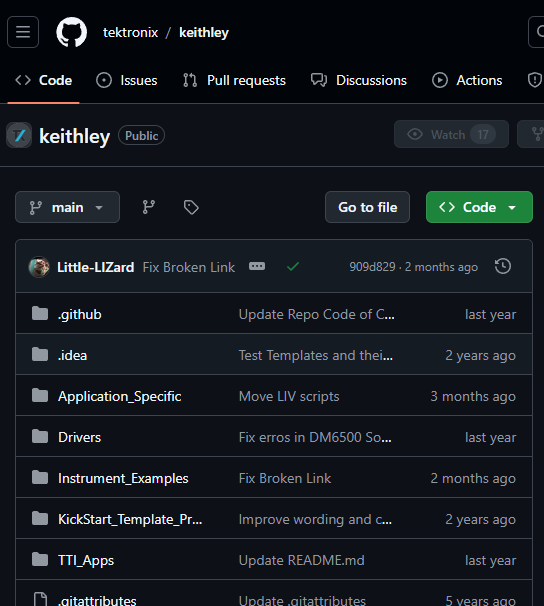 tektronix / keithley
Code Issues Pull requests Discussions Actions
keithley Public Watch 17
main Go to file Code
Little-LIZard Fix Broken Link 909d829 · 2 months ago
.github Update Repo Code of C... last year
.idea Test Templates and thei... 2 years ago
Application_Specific Move LIV scripts 3 months ago
Drivers Fix erros in DM6500 So... last year
Instrument_Examples Fix Broken Link 2 months ago
KickStart_Template_Pr... Improve wording and c... 2 years ago
TTI_Apps Update README.md last year
.gitattributes Update .gitattributes 5 years ago